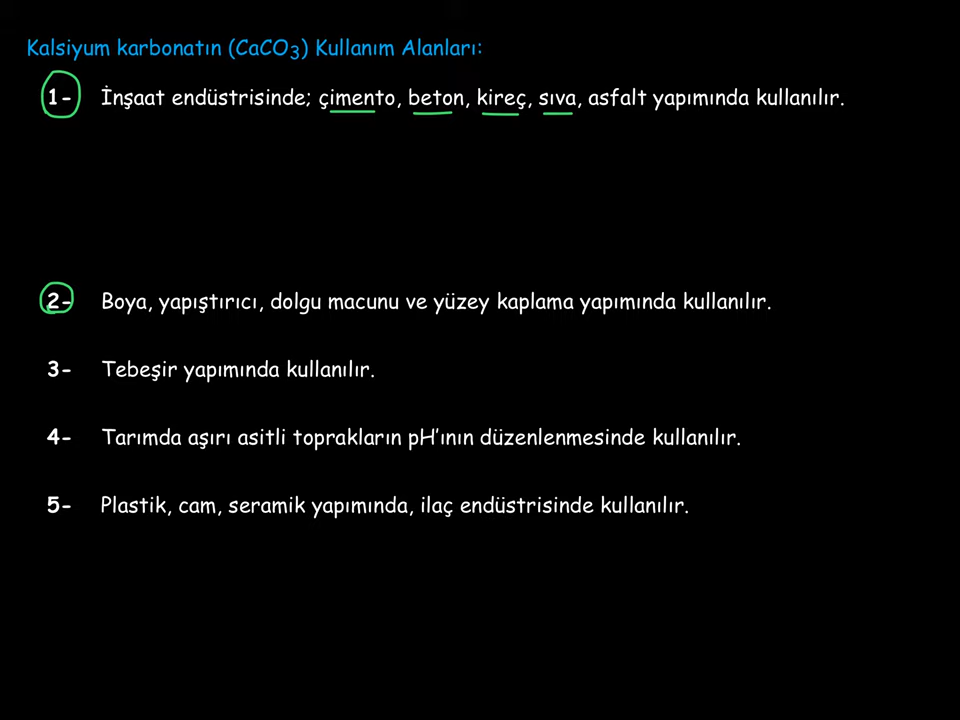 Kalsiyum karbonatın (CaCO3) Kullanım Alanları:
1- İnşaat endüstrisinde; çimento, beton, kireç, sıva, asfalt yapımında kullanılır.
2- Boya, yapıştırıcı, dolgu macunu ve yüzey kaplama yapımında kullanılır.
3- Tebeşir yapımında kullanılır.
4- Tarımda aşırı asitli toprakların pH’ının düzenlenmesinde kullanılır.
5- Plastik, cam, seramik yapımında, ilaç endüstrisinde kullanılır.